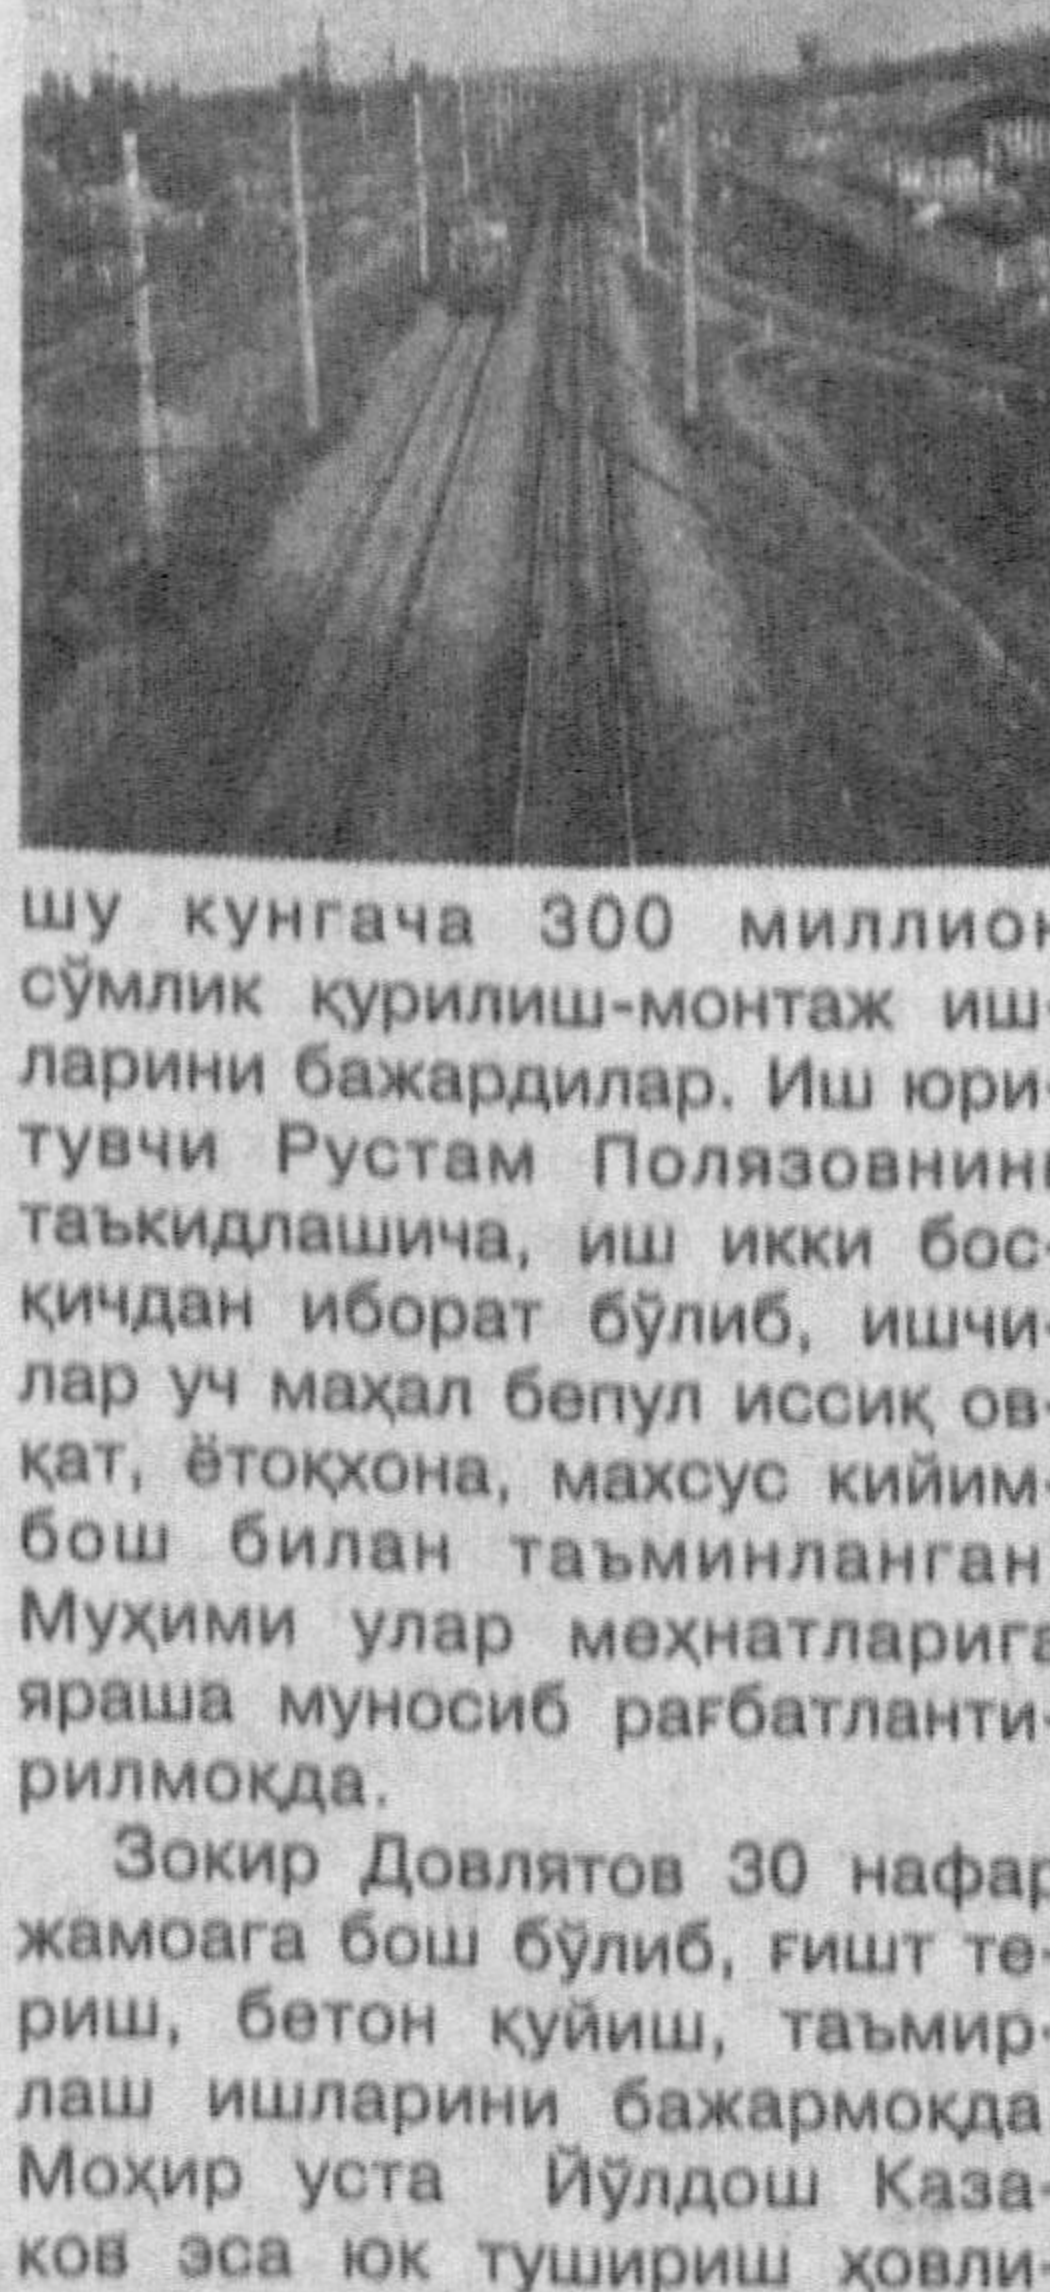 шу кунгача 300 миллион
сўмлик қурилиш-монтаж иш-
ларини бажардилар. Иш юри-
тувчи Рустам Полязовнинг
таъкидлашича, иш икки бос-
қичдан иборат бўлиб, ишчи-
лар уч маҳал бепул иссиқ ов-
қат, ётоқхона, махсус кийим-
бош билан таъминланган
Муҳими улар меҳнатларига
яраша муносиб рағбатланти-
рилмоқда.
Зокир Довлятов 30 нафар
жамоага бош бўлиб, ғишт те-
риш, бетон қуйиш, таъмир-
лаш ишларини бажармоқда
Моҳир уста Йўлдош Каза-
ков эса юк тушириш ҳовли-